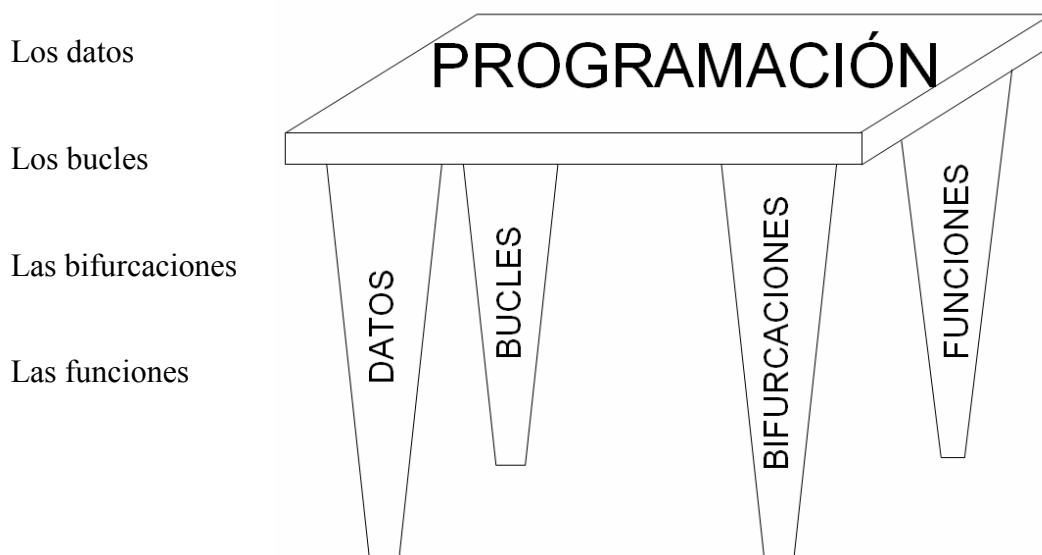 Los datos
Los bucles
Las bifurcaciones
Las funciones
PROGRAMACIÓN
DATOS
BUCLES
BIFURCACIONES
FUNCIONES